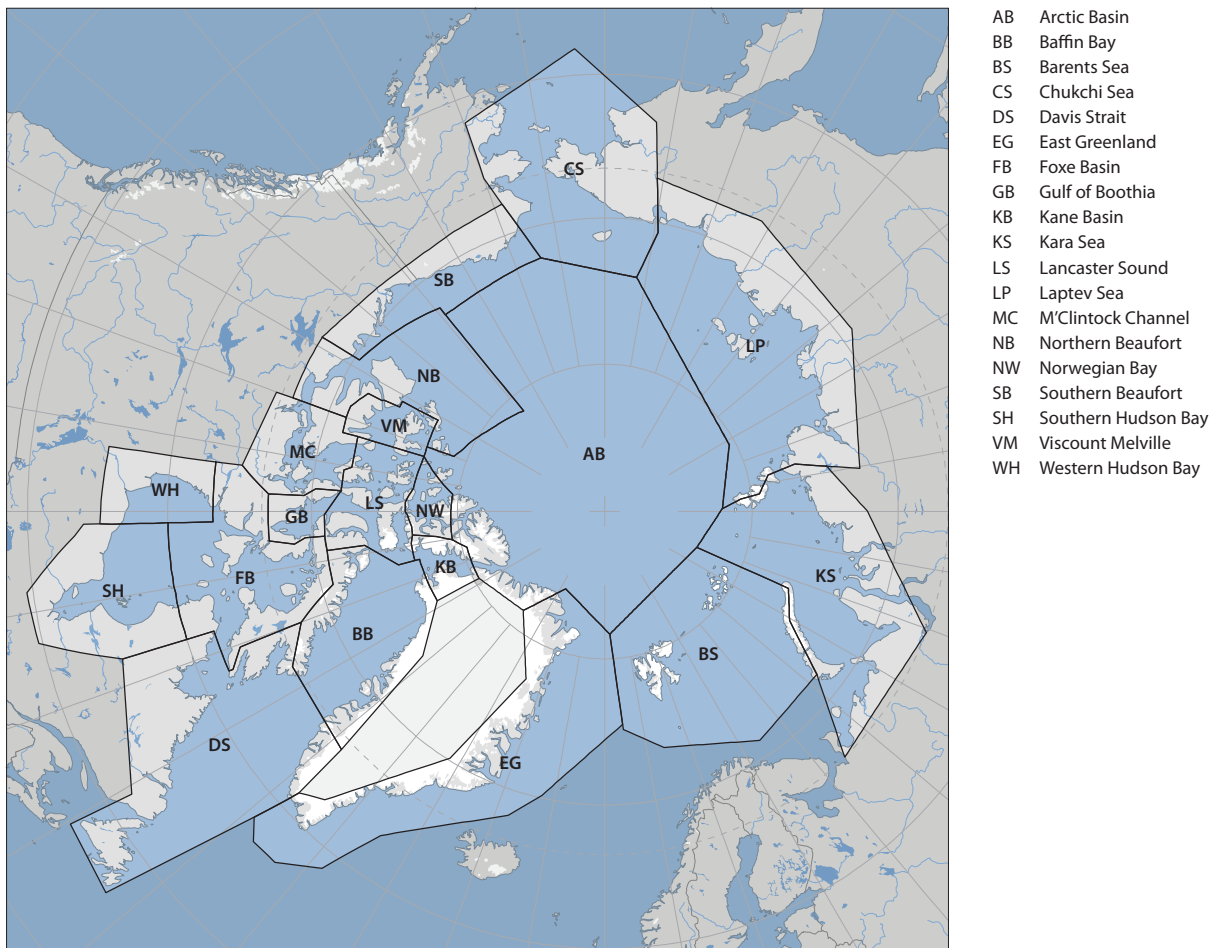 CS
SB
LP
NB
VM
MC
AB
WH
LS
NW
GB
KB
KS
FB
SH
BB
BS
DS
EG
AB Arctic Basin
BB Baffin Bay
BS Barents Sea
CS Chukchi Sea
DS Davis Strait
EG East Greenland
FB Foxe Basin
GB Gulf of Boothia
KB Kane Basin
KS Kara Sea
LS Lancaster Sound
LP Laptev Sea
MC M’Clintock Channel
NB Northern Beaufort
NW Norwegian Bay
SB Southern Beaufort
SH Southern Hudson Bay
VM Viscount Melville
WH Western Hudson Bay